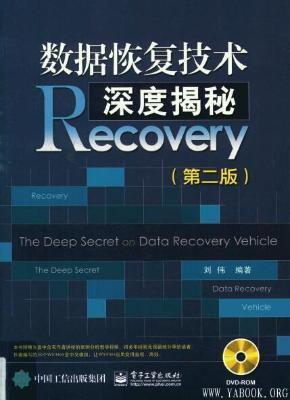 数据恢复技术
深度揭秘
Recovery
（第二版）
Recovery
The Deep Secret on Data Recovery Vehicle
刘 伟 编著
The Deep Secret
Data Recovery
Vehicle
中国工信出版集团
电子工业出版社
DVD-ROM
www.YABOOK.ORG